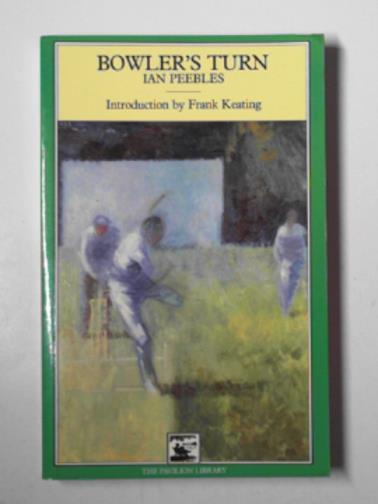 BOWLER'S TURN
IAN PEEBLES
Introduction by Frank Keating
THE PAVILION LIBRARY